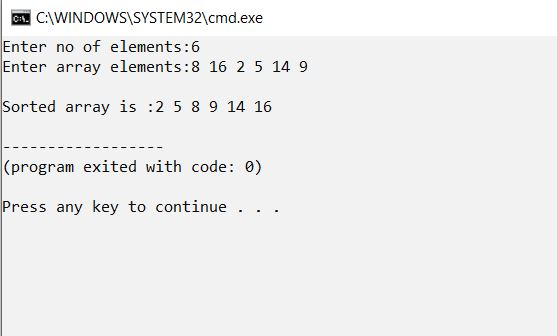 C:\WINDOWS\SYSTEM32\cmd.exe
Enter no of elements:6
Enter array elements:8 16 2 5 14 9
Sorted array is :2 5 8 9 14 16
------------------
(program exited with code: 0)
Press any key to continue . . .